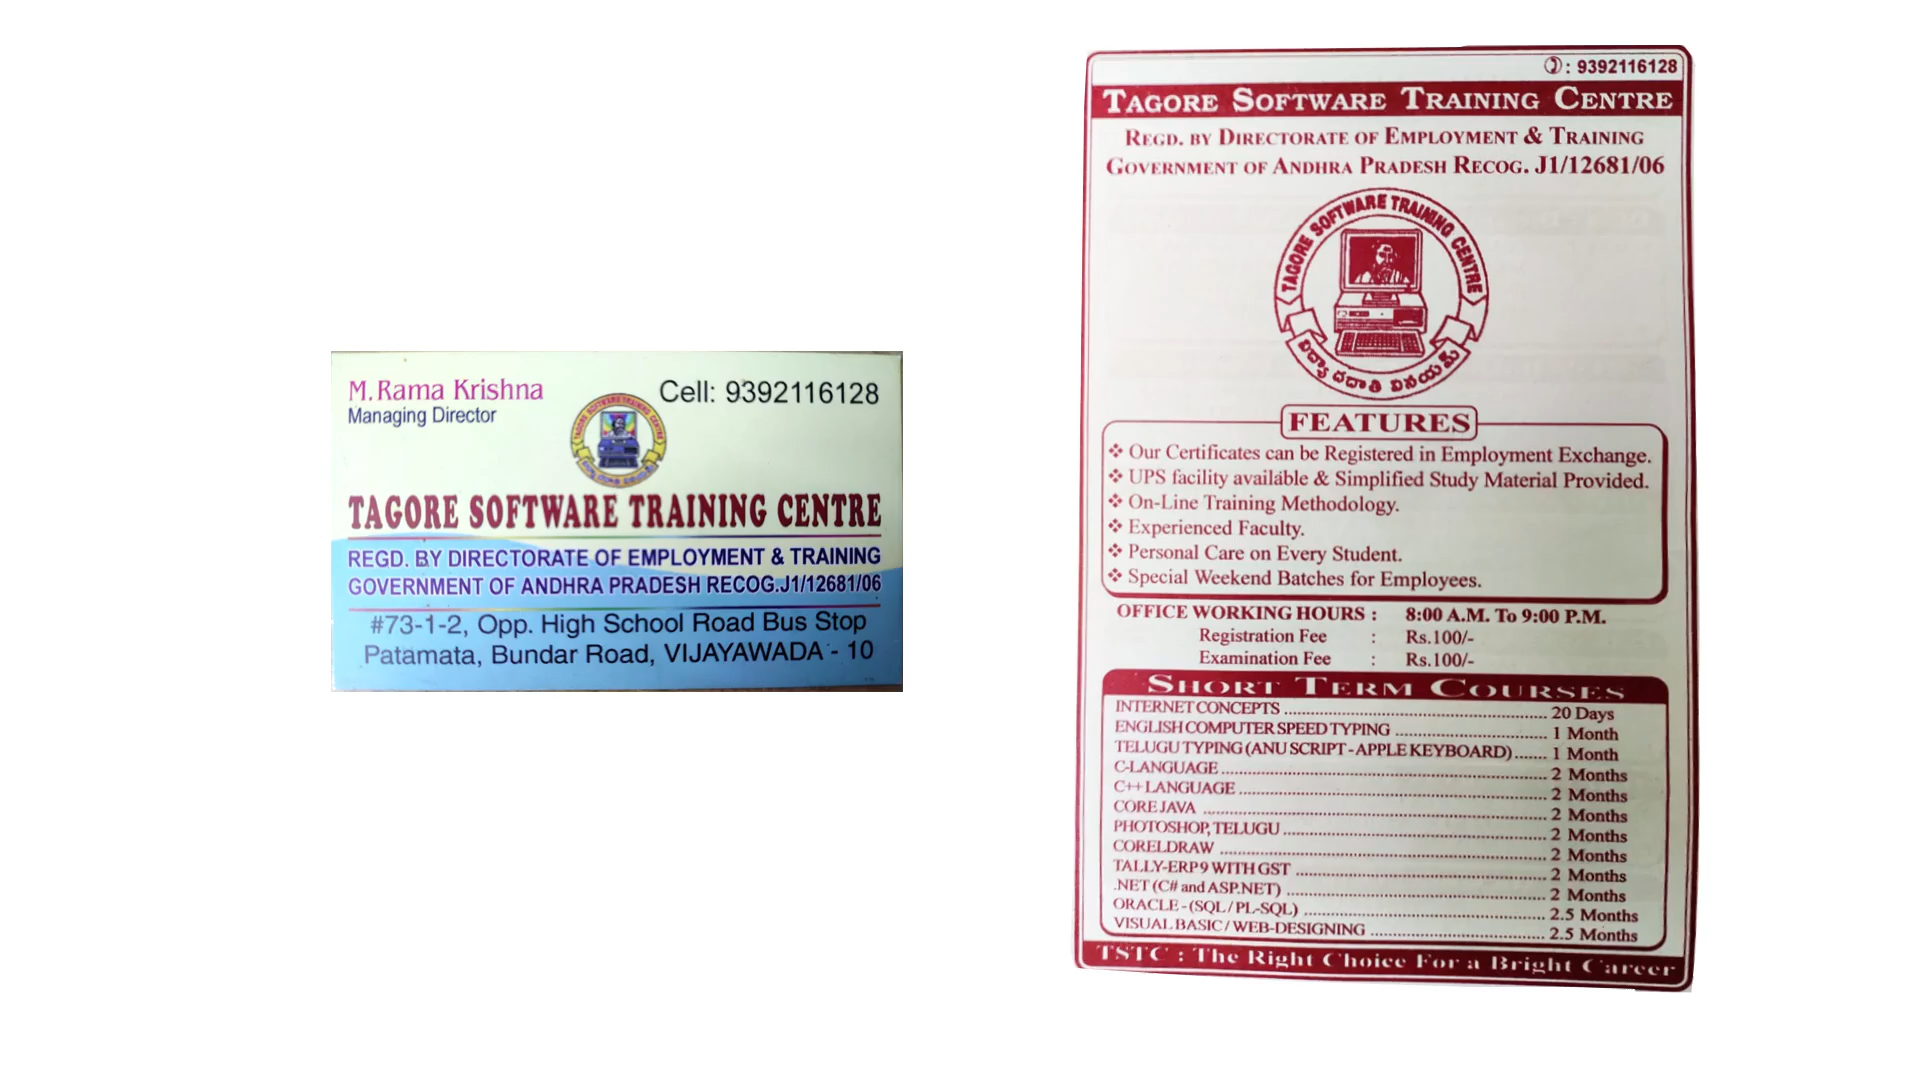 M.Rama Krishna
Managing Director
Cell: 9392116128
TAGORE SOFTWARE TRAINING CENTRE
REGD. BY DIRECTORATE OF EMPLOYMENT & TRAINING
GOVERNMENT OF ANDHRA PRADESH RECOG.J1/12681/06
#73-1-2, Opp. High School Road Bus Stop
Patamata, Bundar Road, VIJAYAWADA - 10
✆: 9392116128
TAGORE SOFTWARE TRAINING CENTRE
REGD. BY DIRECTORATE OF EMPLOYMENT & TRAINING
GOVERNMENT OF ANDHRA PRADESH RECOG. J1/12681/06
TAGORE SOFTWARE TRAINING CENTRE
విద్యా దదాతి వినయమ్
FEATURES
❖ Our Certificates can be Registered in Employment Exchange.
❖ UPS facility available & Simplified Study Material Provided.
❖ On-Line Training Methodology.
❖ Experienced Faculty.
❖ Personal Care on Every Student.
❖ Special Weekend Batches for Employees.
OFFICE WORKING HOURS : 8:00 A.M. To 9:00 P.M.
Registration Fee : Rs.100/-
Examination Fee : Rs.100/-
SHORT TERM COURSES
INTERNET CONCEPTS ........ 20 Days
ENGLISH COMPUTER SPEED TYPING ........ 1 Month
TELUGU TYPING (ANU SCRIPT - APPLE KEYBOARD) ....... 1 Month
C-LANGUAGE ........ 2 Months
C++ LANGUAGE ........ 2 Months
CORE JAVA ........ 2 Months
PHOTOSHOP, TELUGU ........ 2 Months
CORELDRAW ........ 2 Months
TALLY-ERP9 WITH GST ........ 2 Months
.NET (C# and ASP.NET) ........ 2 Months
ORACLE - (SQL / PL-SQL) ........ 2.5 Months
VISUAL BASIC / WEB-DESIGNING ........ 2.5 Months
TSTC : The Right Choice For a Bright Career